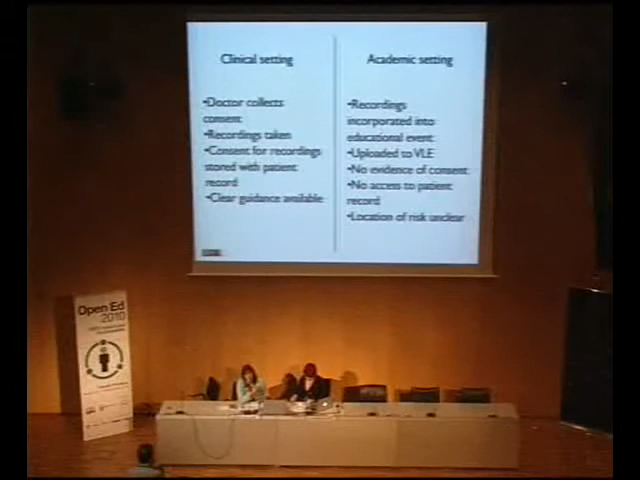 Clinical setting
•Doctor collects
consent
•Recordings taken
•Consent for recordings
stored with patient
record
•Clear guidance available
Academic setting
•Recordings
incorporated into
educational event
•Uploaded to VLE
•No evidence of consent
•No access to patient
record
•Location of risk unclear
Open Ed
2010